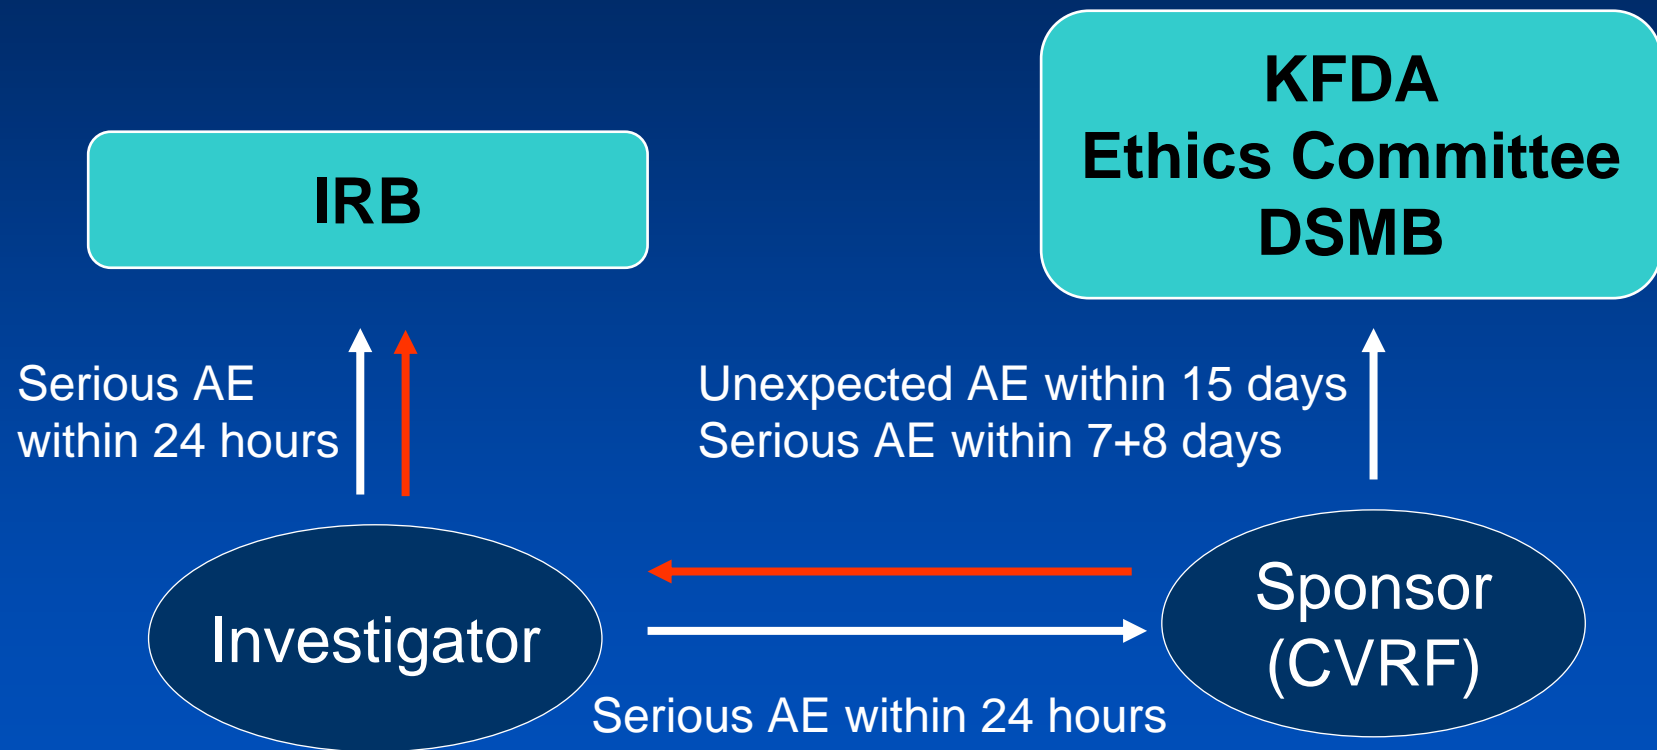 KFDA
Ethics Committee
DSMB
IRB
Serious AE
within 24 hours
Unexpected AE within 15 days
Serious AE within 7+8 days
Investigator
Sponsor
(CVRF)
Serious AE within 24 hours